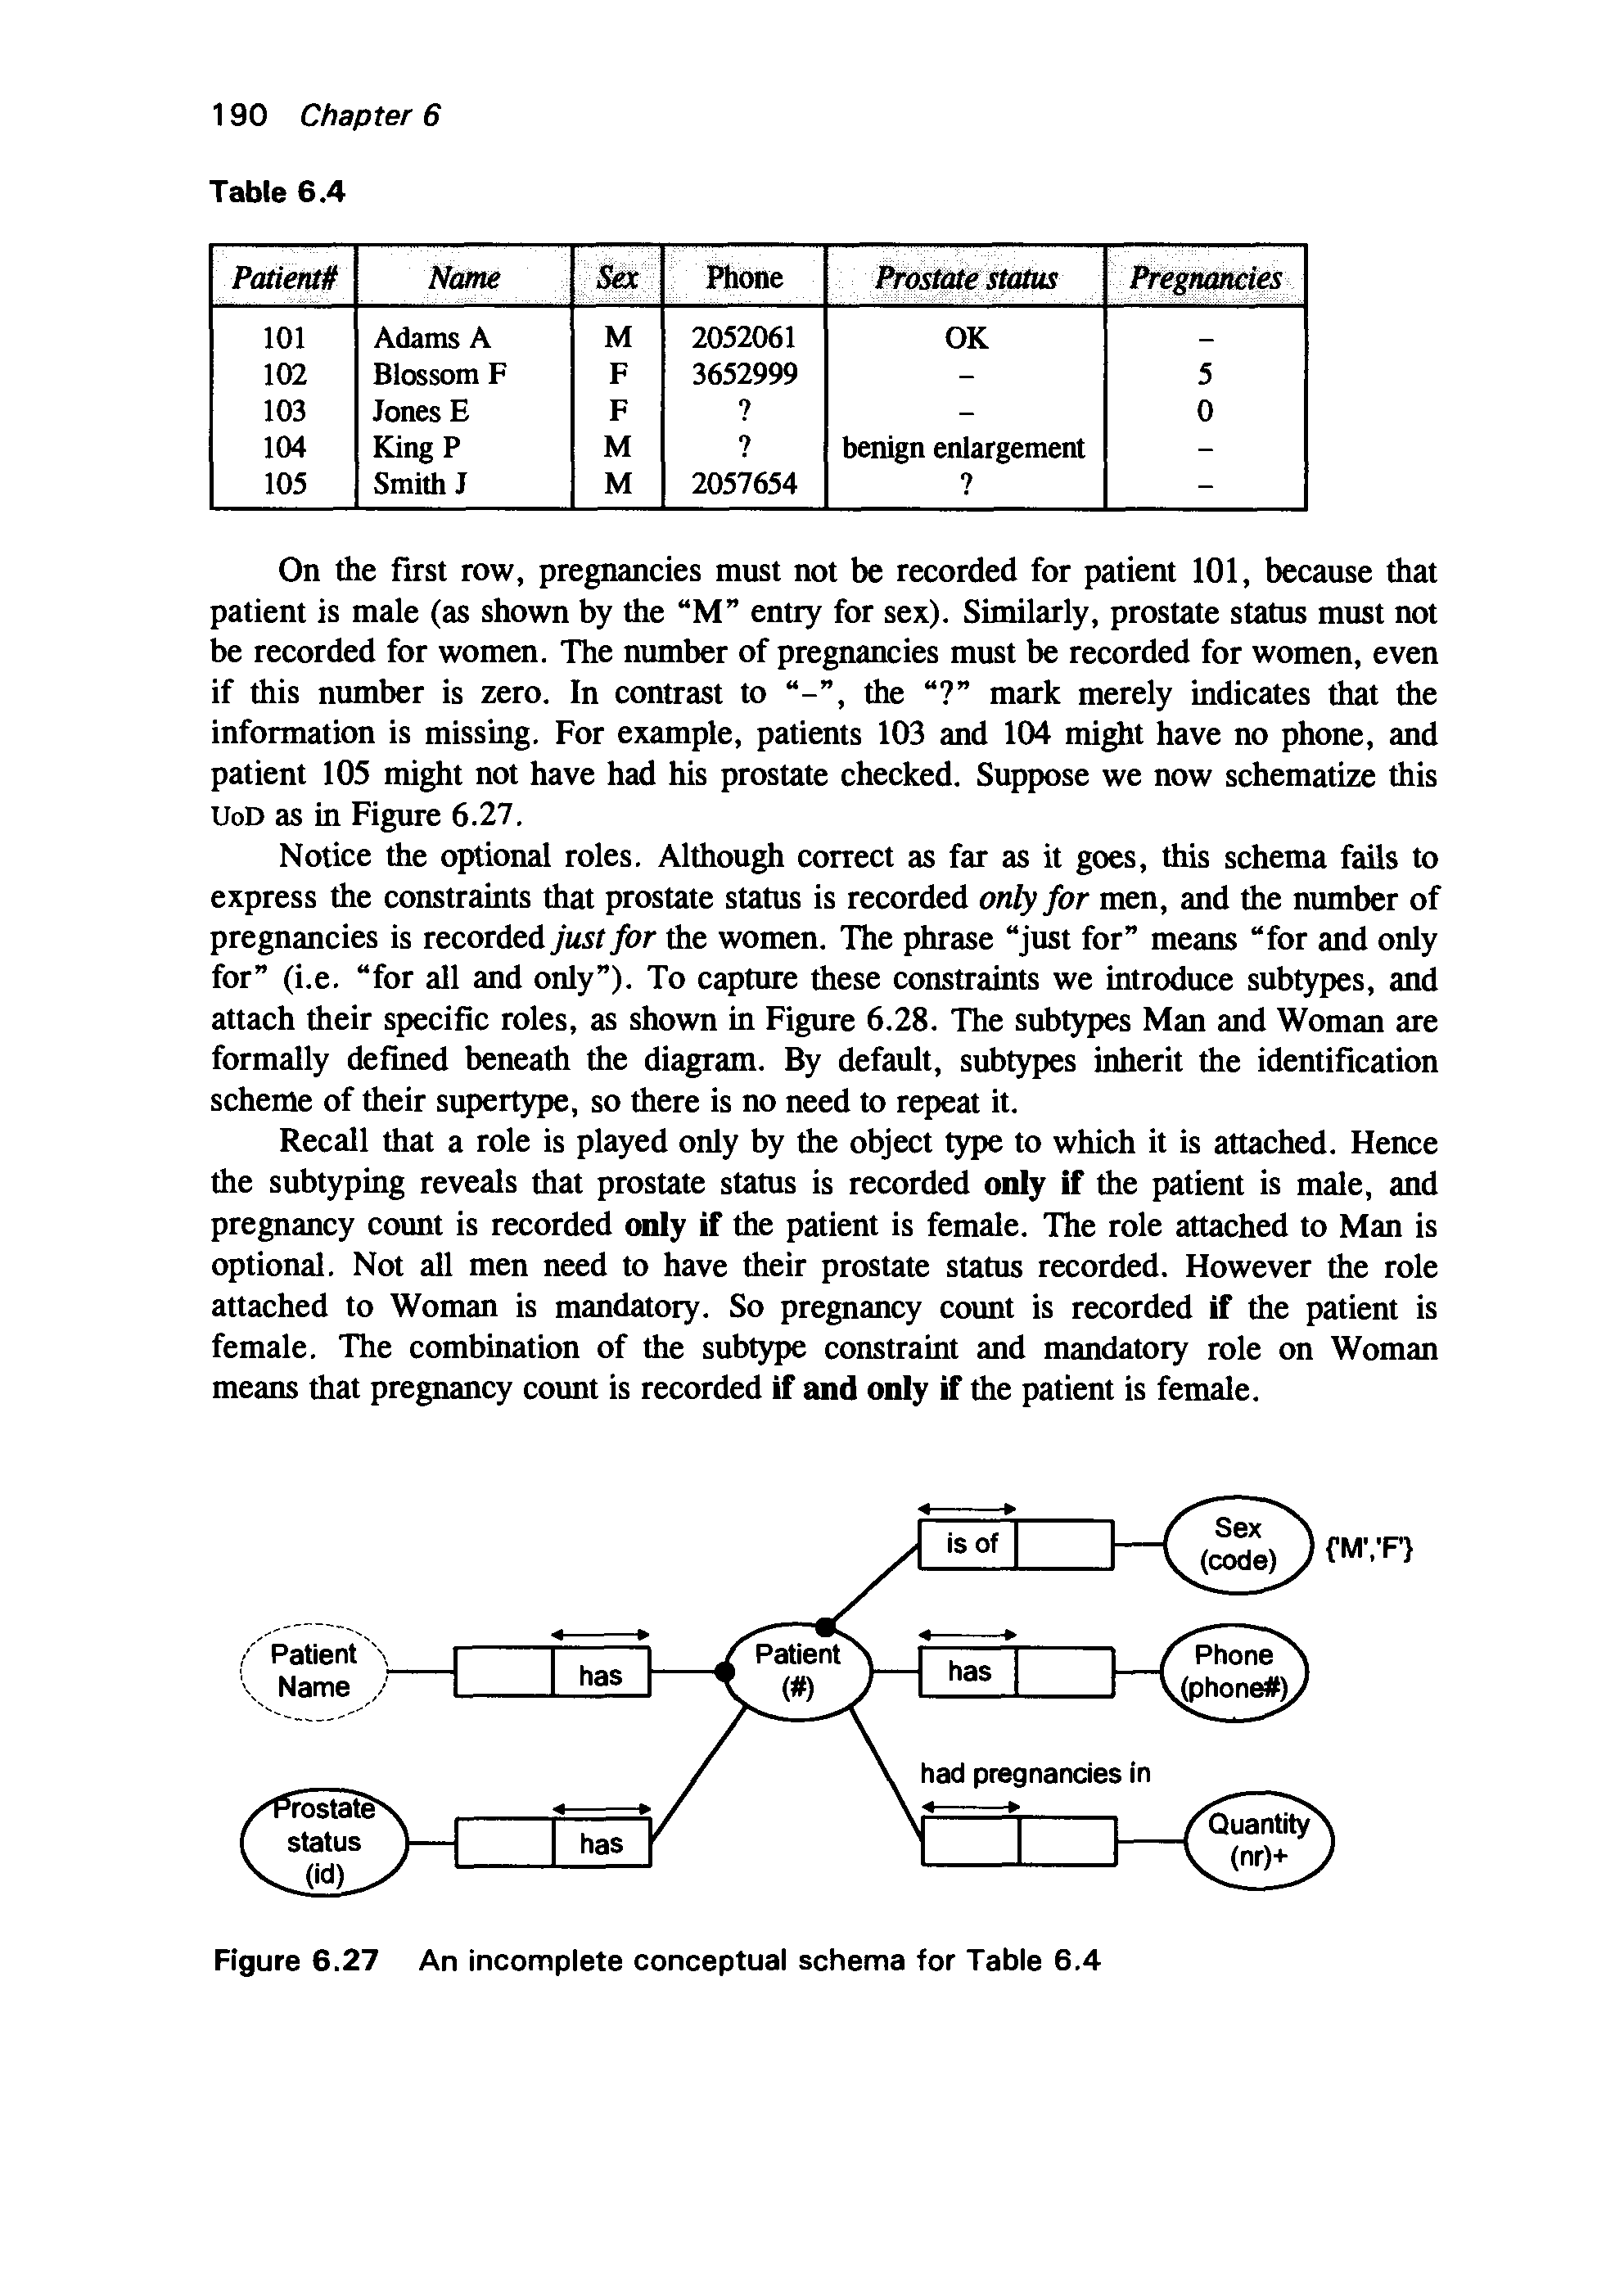 190 Chapter 6
Table 6.4
Patient# Name Sex Phone Prostate status Pregnancies
101 Adams A M 2052061 OK –
102 Blossom F F 3652999 – 5
103 Jones E F ? – 0
104 King P M ? benign enlargement –
105 Smith J M 2057654 ? –
On the first row, pregnancies must not be recorded for patient 101, because that
patient is male (as shown by the “M” entry for sex). Similarly, prostate status must not
be recorded for women. The number of pregnancies must be recorded for women, even
if this number is zero. In contrast to “–”, the “?” mark merely indicates that the
information is missing. For example, patients 103 and 104 might have no phone, and
patient 105 might not have had his prostate checked. Suppose we now schematize this
UoD as in Figure 6.27.
Notice the optional roles. Although correct as far as it goes, this schema fails to
express the constraints that prostate status is recorded only for men, and the number of
pregnancies is recorded just for the women. The phrase “just for” means “for and only
for” (i.e. “for all and only”). To capture these constraints we introduce subtypes, and
attach their specific roles, as shown in Figure 6.28. The subtypes Man and Woman are
formally defined beneath the diagram. By default, subtypes inherit the identification
scheme of their supertype, so there is no need to repeat it.
Recall that a role is played only by the object type to which it is attached. Hence
the subtyping reveals that prostate status is recorded only if the patient is male, and
pregnancy count is recorded only if the patient is female. The role attached to Man is
optional. Not all men need to have their prostate status recorded. However the role
attached to Woman is mandatory. So pregnancy count is recorded if the patient is
female. The combination of the subtype constraint and mandatory role on Woman
means that pregnancy count is recorded if and only if the patient is female.
is of
Sex
(code)
{'M','F'}
Patient
Name
has
Patient
(#)
has
Phone
(phone#)
had pregnancies in
Prostate
status
(id)
has
Quantity
(nr)+
Figure 6.27 An incomplete conceptual schema for Table 6.4